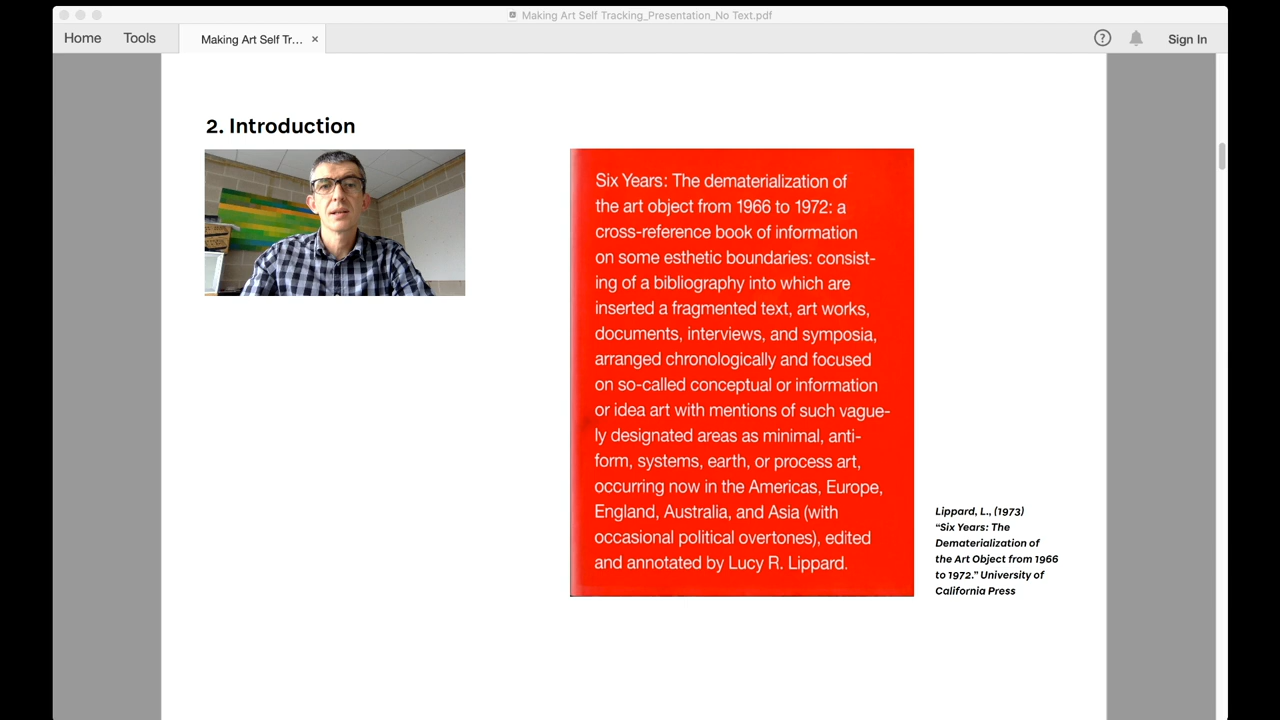 Making Art Self Tracking_Presentation_No Text.pdf
Home
Tools
Making Art Self Tr...
Sign In
2. Introduction
Six Years: The dematerialization of
the art object from 1966 to 1972: a
cross-reference book of information
on some esthetic boundaries: consist-
ing of a bibliography into which are
inserted a fragmented text, art works,
documents, interviews, and symposia,
arranged chronologically and focused
on so-called conceptual or information
or idea art with mentions of such vague-
ly designated areas as minimal, anti-
form, systems, earth, or process art,
occurring now in the Americas, Europe,
England, Australia, and Asia (with
occasional political overtones), edited
and annotated by Lucy R. Lippard.
Lippard, L., (1973)
“Six Years: The
Dematerialization of
the Art Object from 1966
to 1972.” University of
California Press